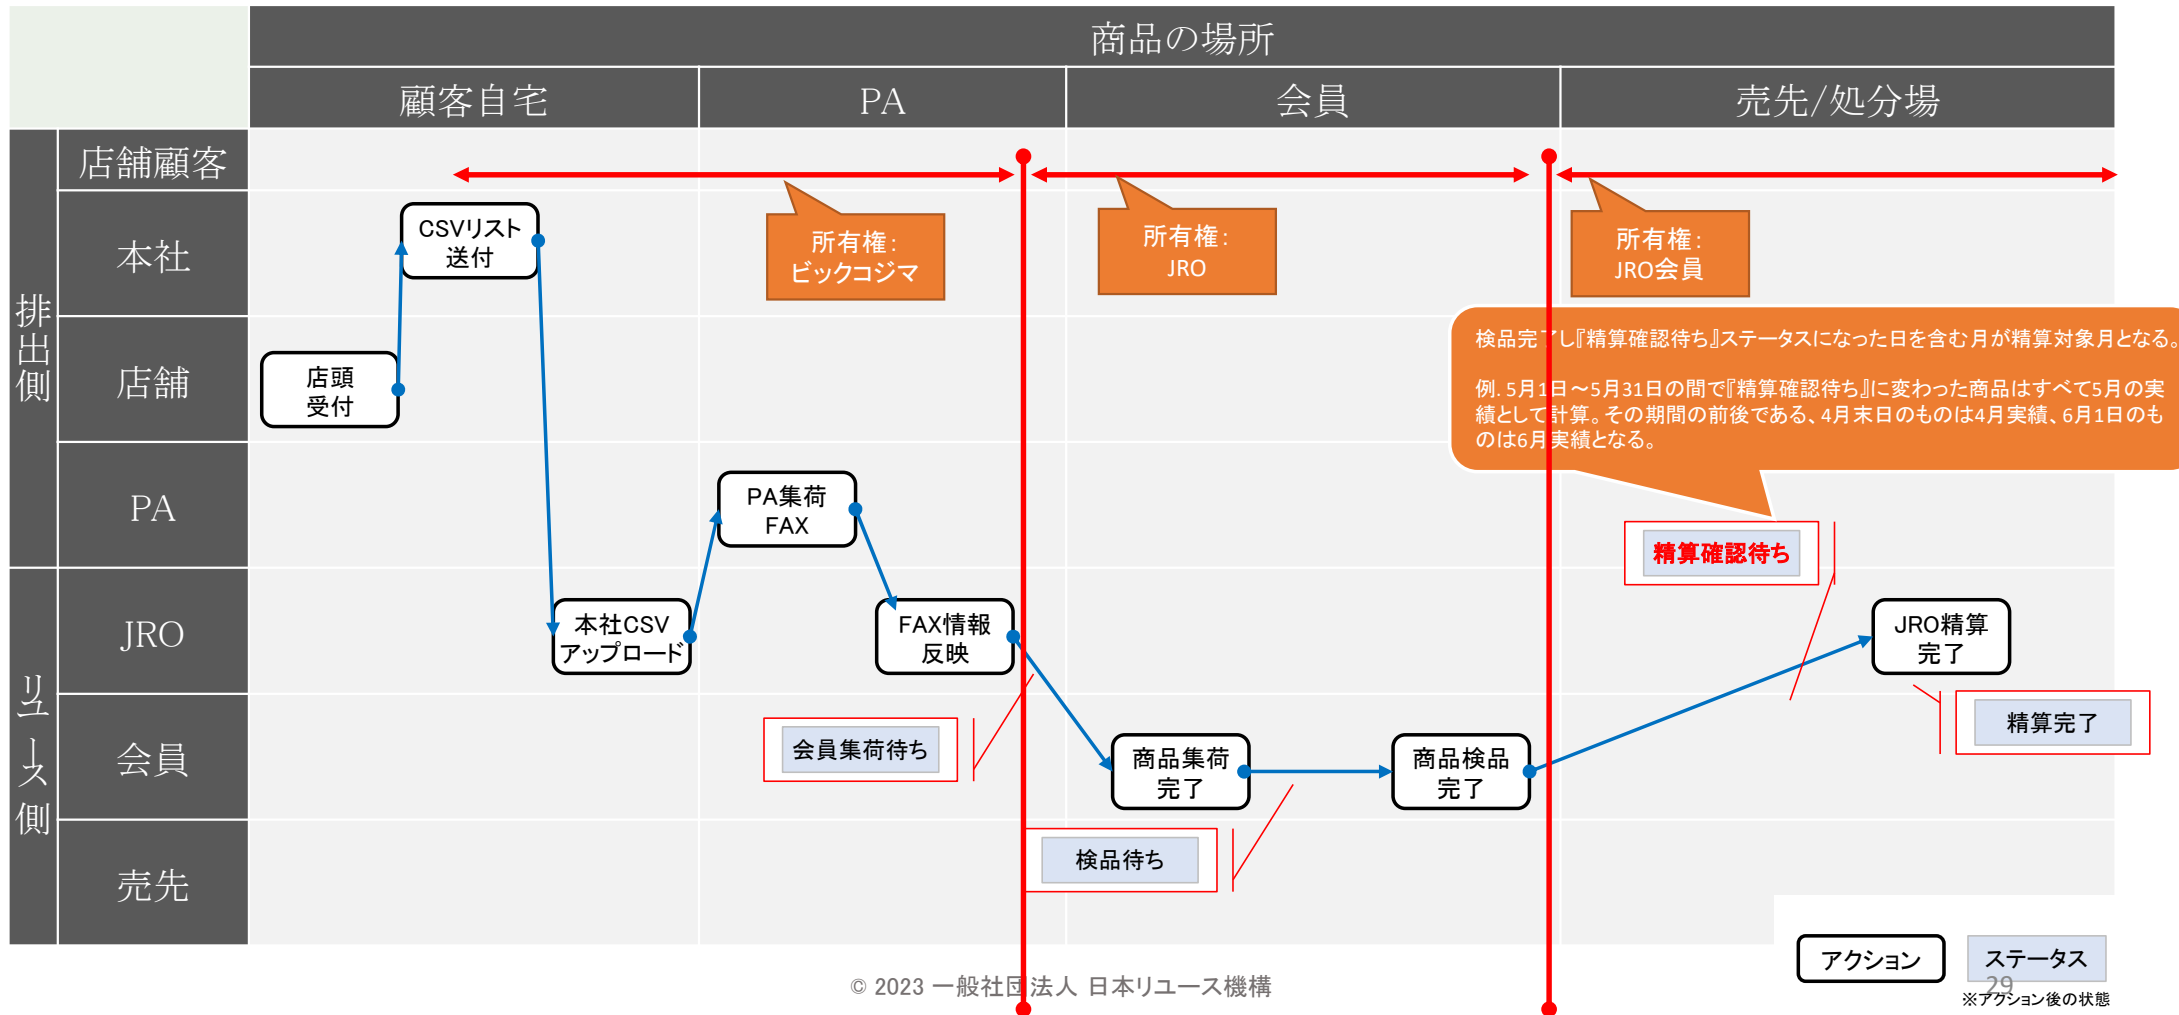 商品の場所
顧客自宅
PA
会員
売先/処分場
排出側
店舗顧客
本社
CSVリスト
送付
所有権：
ビックコジマ
所有権：
JRO
所有権：
JRO会員
店舗
店頭
受付
検品完了し『精算確認待ち』ステータスになった日を含む月が精算対象月となる。
例. 5月1日～5月31日の間で『精算確認待ち』に変わった商品はすべて5月の実
績として計算。その期間の前後である、4月末日のものは4月実績、6月1日のも
のは6月実績となる。
PA
PA集荷
FAX
精算確認待ち
リユース側
JRO
本社CSV
アップロード
FAX情報
反映
JRO精算
完了
会員
会員集荷待ち
商品集荷
完了
商品検品
完了
精算完了
売先
検品待ち
アクション
ステータス
29
※アクション後の状態
© 2023 一般社団法人 日本リユース機構